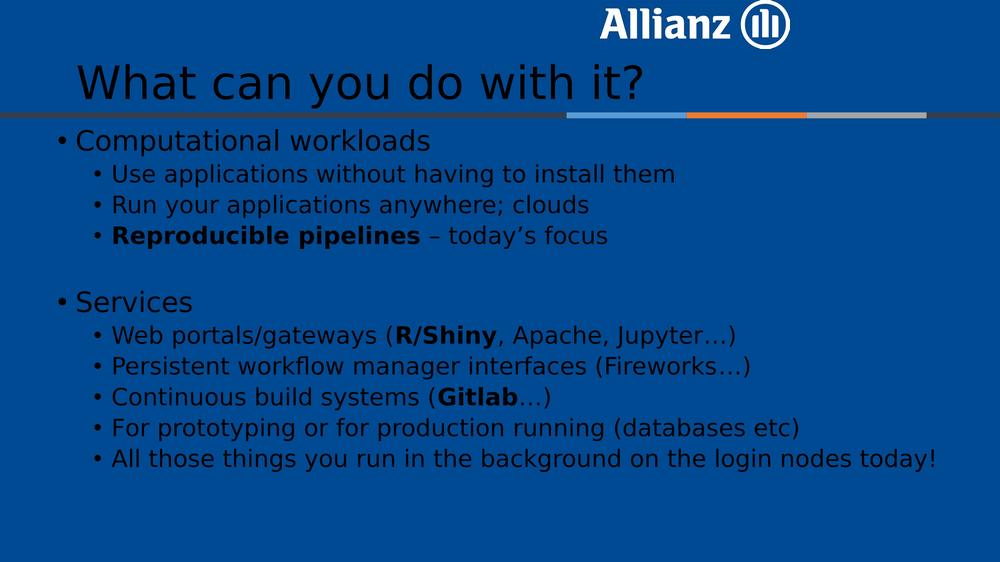 Allianz
What can you do with it?
• Computational workloads
• Use applications without having to install them
• Run your applications anywhere; clouds
• Reproducible pipelines – today’s focus
• Services
• Web portals/gateways (R/Shiny, Apache, Jupyter…)
• Persistent workflow manager interfaces (Fireworks…)
• Continuous build systems (Gitlab…)
• For prototyping or for production running (databases etc)
• All those things you run in the background on the login nodes today!